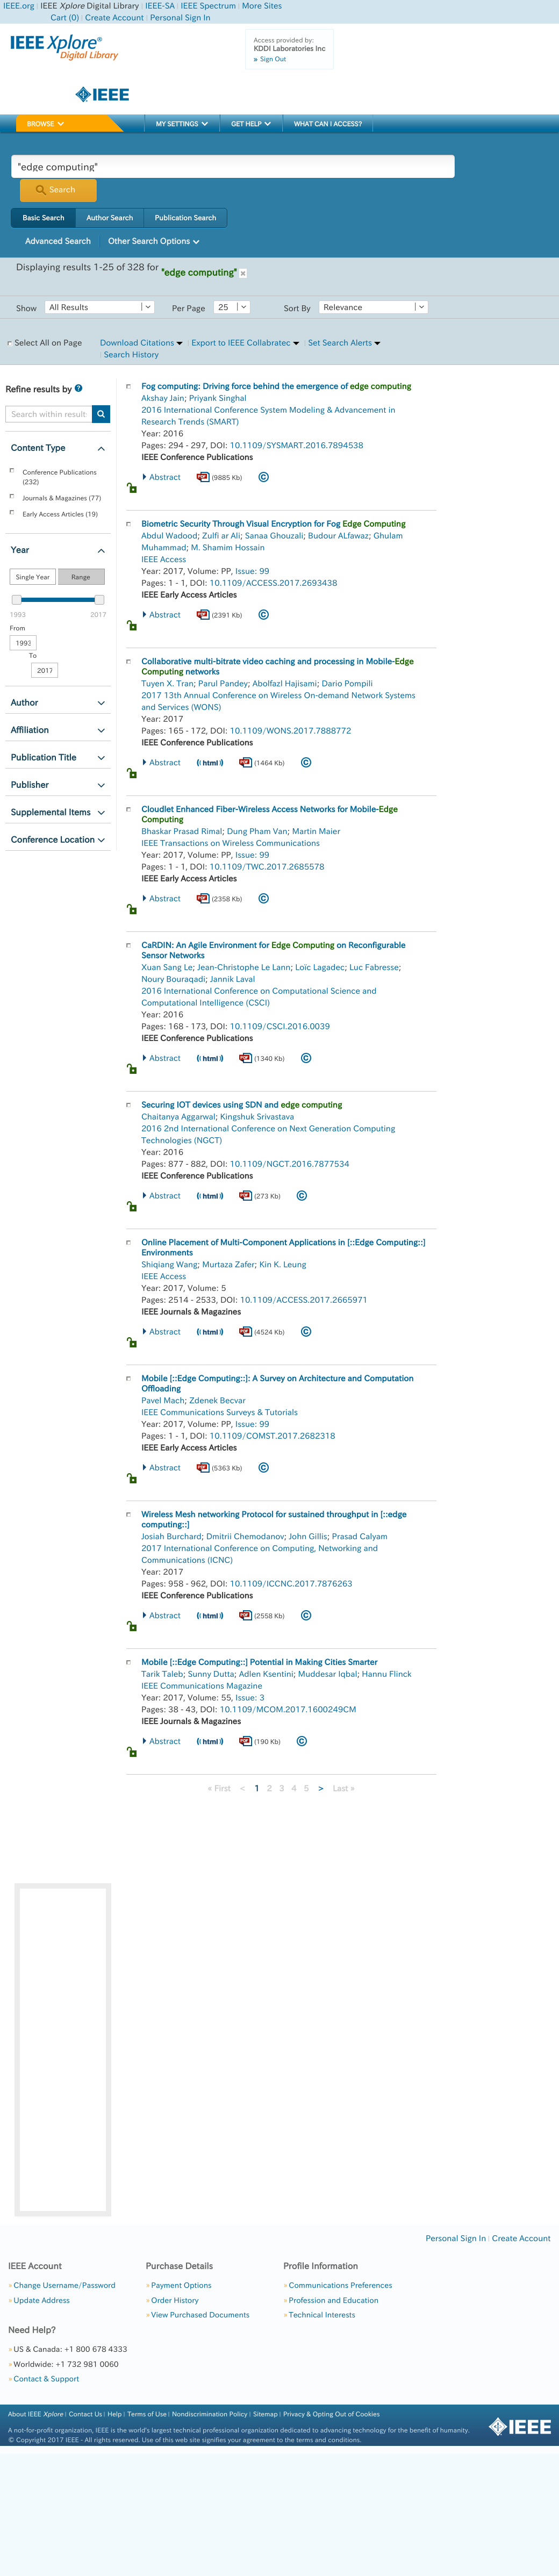 IEEE.org | IEEE Xplore Digital Library | IEEE-SA | IEEE Spectrum | More Sites
Cart (0) | Create Account | Personal Sign In
IEEE Xplore®
Digital Library
Access provided by:
KDDI Laboratories Inc
» Sign Out
IEEE
BROWSE
MY SETTINGS
GET HELP
WHAT CAN I ACCESS?
"edge computing"
Search
Basic Search
Author Search
Publication Search
Advanced Search
Other Search Options
Displaying results 1-25 of 328 for "edge computing" x
Show All Results
Per Page 25
Sort By Relevance
Select All on Page
Download Citations | Export to IEEE Collabratec | Set Search Alerts
| Search History
Refine results by ?
Search within result
Content Type
Conference Publications
(232)
Journals & Magazines (77)
Early Access Articles (19)
Year
Single Year
Range
1993
2017
From
1993
To
2017
Author
Affiliation
Publication Title
Publisher
Supplemental Items
Conference Location
Fog computing: Driving force behind the emergence of edge computing
Akshay Jain; Priyank Singhal
2016 International Conference System Modeling & Advancement in
Research Trends (SMART)
Year: 2016
Pages: 294 - 297, DOI: 10.1109/SYSMART.2016.7894538
IEEE Conference Publications
Abstract PDF (9885 Kb) ©
Biometric Security Through Visual Encryption for Fog Edge Computing
Abdul Wadood; Zulfi ar Ali; Sanaa Ghouzali; Budour ALfawaz; Ghulam
Muhammad; M. Shamim Hossain
IEEE Access
Year: 2017, Volume: PP, Issue: 99
Pages: 1 - 1, DOI: 10.1109/ACCESS.2017.2693438
IEEE Early Access Articles
Abstract PDF (2391 Kb) ©
Collaborative multi-bitrate video caching and processing in Mobile-Edge
Computing networks
Tuyen X. Tran; Parul Pandey; Abolfazl Hajisami; Dario Pompili
2017 13th Annual Conference on Wireless On-demand Network Systems
and Services (WONS)
Year: 2017
Pages: 165 - 172, DOI: 10.1109/WONS.2017.7888772
IEEE Conference Publications
Abstract ((html)) PDF (1464 Kb) ©
Cloudlet Enhanced Fiber-Wireless Access Networks for Mobile-Edge
Computing
Bhaskar Prasad Rimal; Dung Pham Van; Martin Maier
IEEE Transactions on Wireless Communications
Year: 2017, Volume: PP, Issue: 99
Pages: 1 - 1, DOI: 10.1109/TWC.2017.2685578
IEEE Early Access Articles
Abstract PDF (2358 Kb) ©
CaRDIN: An Agile Environment for Edge Computing on Reconfigurable
Sensor Networks
Xuan Sang Le; Jean-Christophe Le Lann; Loïc Lagadec; Luc Fabresse;
Noury Bouraqadi; Jannik Laval
2016 International Conference on Computational Science and
Computational Intelligence (CSCI)
Year: 2016
Pages: 168 - 173, DOI: 10.1109/CSCI.2016.0039
IEEE Conference Publications
Abstract ((html)) PDF (1340 Kb) ©
Securing IOT devices using SDN and edge computing
Chaitanya Aggarwal; Kingshuk Srivastava
2016 2nd International Conference on Next Generation Computing
Technologies (NGCT)
Year: 2016
Pages: 877 - 882, DOI: 10.1109/NGCT.2016.7877534
IEEE Conference Publications
Abstract ((html)) PDF (273 Kb) ©
Online Placement of Multi-Component Applications in [::Edge Computing::]
Environments
Shiqiang Wang; Murtaza Zafer; Kin K. Leung
IEEE Access
Year: 2017, Volume: 5
Pages: 2514 - 2533, DOI: 10.1109/ACCESS.2017.2665971
IEEE Journals & Magazines
Abstract ((html)) PDF (4524 Kb) ©
Mobile [::Edge Computing::]: A Survey on Architecture and Computation
Offloading
Pavel Mach; Zdenek Becvar
IEEE Communications Surveys & Tutorials
Year: 2017, Volume: PP, Issue: 99
Pages: 1 - 1, DOI: 10.1109/COMST.2017.2682318
IEEE Early Access Articles
Abstract PDF (5363 Kb) ©
Wireless Mesh networking Protocol for sustained throughput in [::edge
computing::]
Josiah Burchard; Dmitrii Chemodanov; John Gillis; Prasad Calyam
2017 International Conference on Computing, Networking and
Communications (ICNC)
Year: 2017
Pages: 958 - 962, DOI: 10.1109/ICCNC.2017.7876263
IEEE Conference Publications
Abstract ((html)) PDF (2558 Kb) ©
Mobile [::Edge Computing::] Potential in Making Cities Smarter
Tarik Taleb; Sunny Dutta; Adlen Ksentini; Muddesar Iqbal; Hannu Flinck
IEEE Communications Magazine
Year: 2017, Volume: 55, Issue: 3
Pages: 38 - 43, DOI: 10.1109/MCOM.2017.1600249CM
IEEE Journals & Magazines
Abstract ((html)) PDF (190 Kb) ©
« First < 1 2 3 4 5 > Last »
Personal Sign In | Create Account
IEEE Account
» Change Username/Password
» Update Address
Purchase Details
» Payment Options
» Order History
» View Purchased Documents
Profile Information
» Communications Preferences
» Profession and Education
» Technical Interests
Need Help?
» US & Canada: +1 800 678 4333
» Worldwide: +1 732 981 0060
» Contact & Support
About IEEE Xplore | Contact Us | Help | Terms of Use | Nondiscrimination Policy | Sitemap | Privacy & Opting Out of Cookies
A not-for-profit organization, IEEE is the world's largest technical professional organization dedicated to advancing technology for the benefit of humanity.
© Copyright 2017 IEEE - All rights reserved. Use of this web site signifies your agreement to the terms and conditions.
IEEE